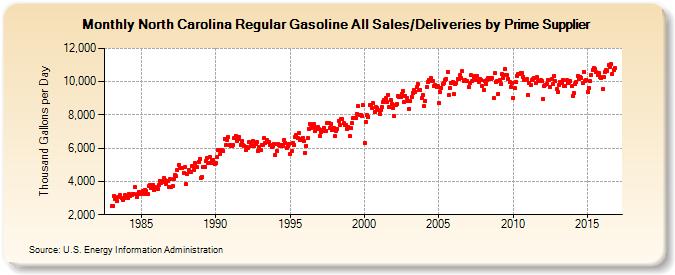 Monthly North Carolina Regular Gasoline All Sales/Deliveries by Prime Supplier
Thousand Gallons per Day
12,000
10,000
8,000
6,000
4,000
2,000
1985 1990 1995 2000 2005 2010 2015
Source: U.S. Energy Information Administration